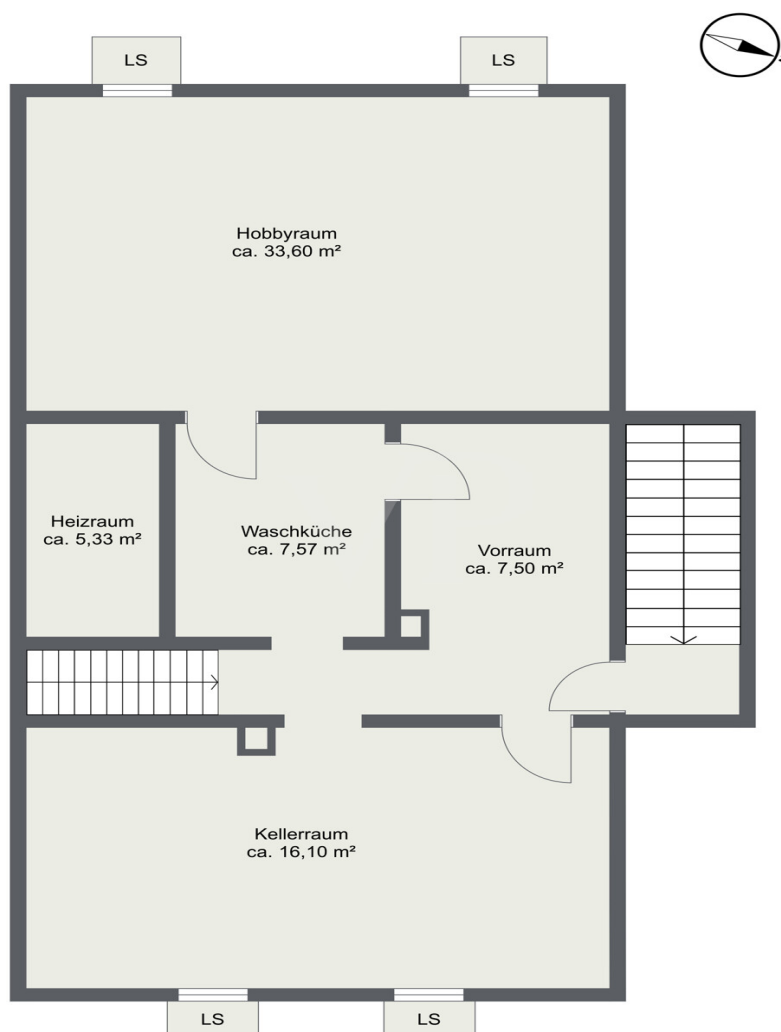 LS
LS
Hobbyraum
ca. 33,60 m²
Heizraum
ca. 5,33 m²
Waschküche
ca. 7,57 m²
Vorraum
ca. 7,50 m²
Kellerraum
ca. 16,10 m²
LS
LS